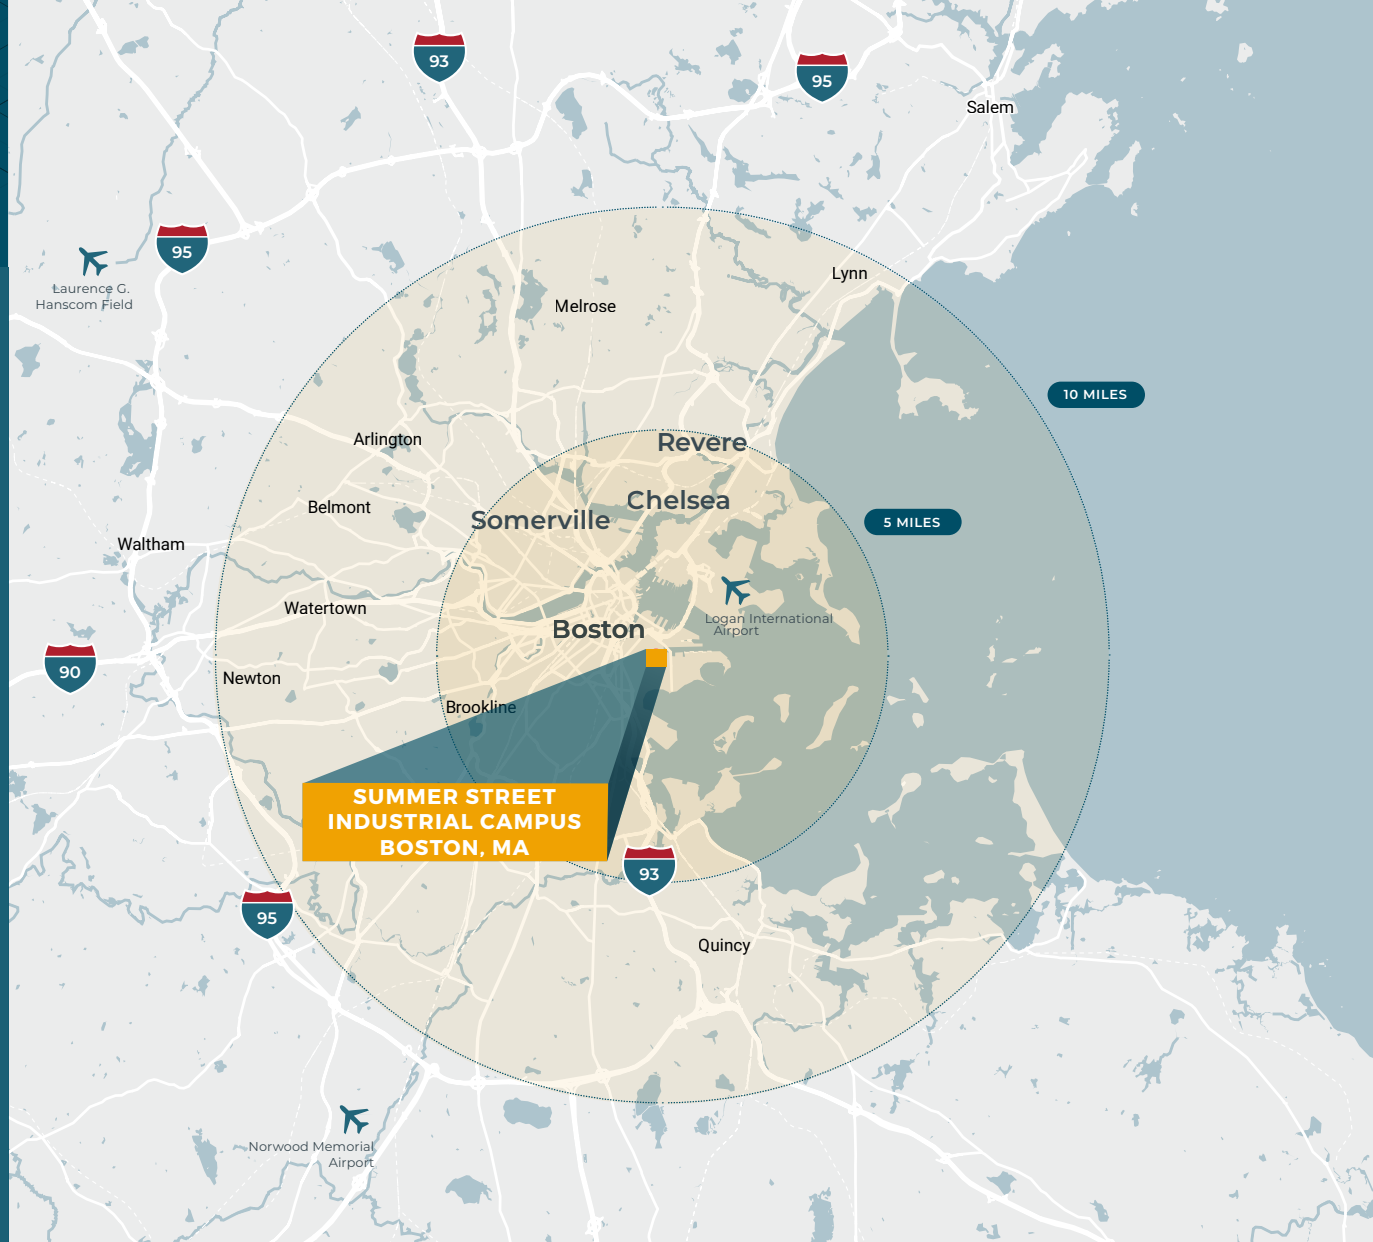 93
95
Salem
95
Laurence G.
Hanscom Field
Lynn
Melrose
10 MILES
Arlington
Revere
Chelsea
Belmont
Somerville
5 MILES
Waltham
Watertown
Logan International
Airport
Boston
90
Newton
Brookline
SUMMER STREET
INDUSTRIAL CAMPUS
BOSTON, MA
93
95
Quincy
Norwood Memorial
Airport